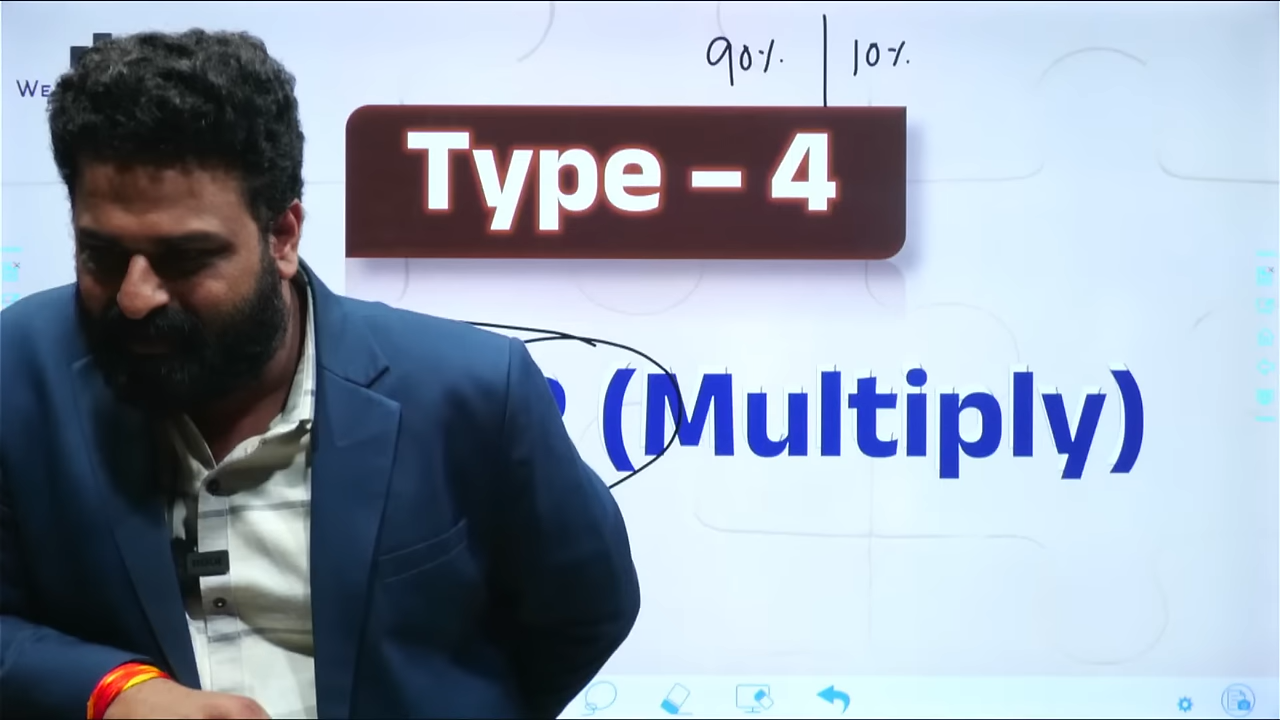 90% | 10%
Type – 4
(Multiply)